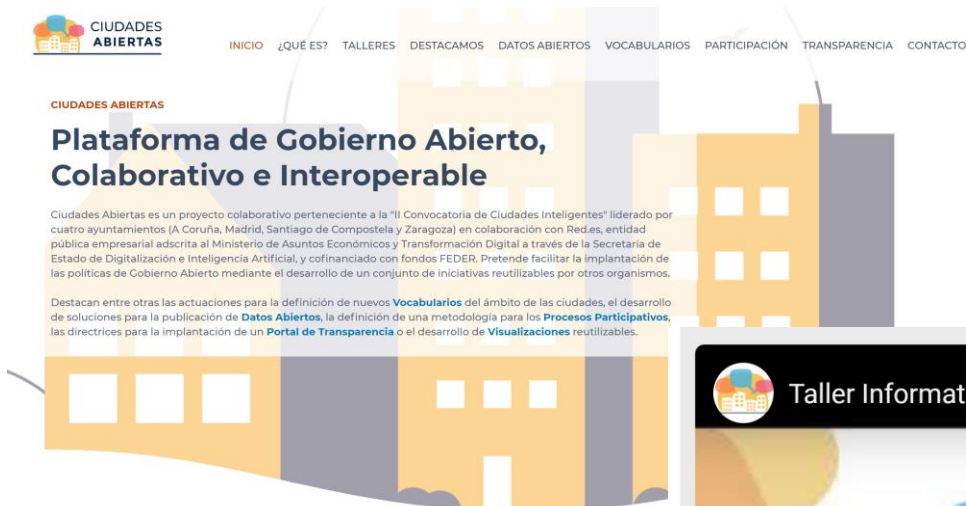 CIUDADES
ABIERTAS
INICIO ¿QUÉ ES? TALLERES DESTACAMOS DATOS ABIERTOS VOCABULARIOS PARTICIPACIÓN TRANSPARENCIA CONTACTO
CIUDADES ABIERTAS
Plataforma de Gobierno Abierto,
Colaborativo e Interoperable
Ciudades Abiertas es un proyecto colaborativo perteneciente a la "II Convocatoria de Ciudades Inteligentes" liderado por
cuatro ayuntamientos (A Coruña, Madrid, Santiago de Compostela y Zaragoza) en colaboración con Red.es, entidad
pública empresarial adscrita al Ministerio de Asuntos Económicos y Transformación Digital a través de la Secretaría de
Estado de Digitalización e Inteligencia Artificial, y cofinanciado con fondos FEDER. Pretende facilitar la implantación de
las políticas de Gobierno Abierto mediante el desarrollo de un conjunto de iniciativas reutilizables por otros organismos.
Destacan entre otras las actuaciones para la definición de nuevos Vocabularios del ámbito de las ciudades, el desarrollo
de soluciones para la publicación de Datos Abiertos, la definición de una metodología para los Procesos Participativos,
las directrices para la implantación de un Portal de Transparencia o el desarrollo de Visualizaciones reutilizables.
Taller Informat